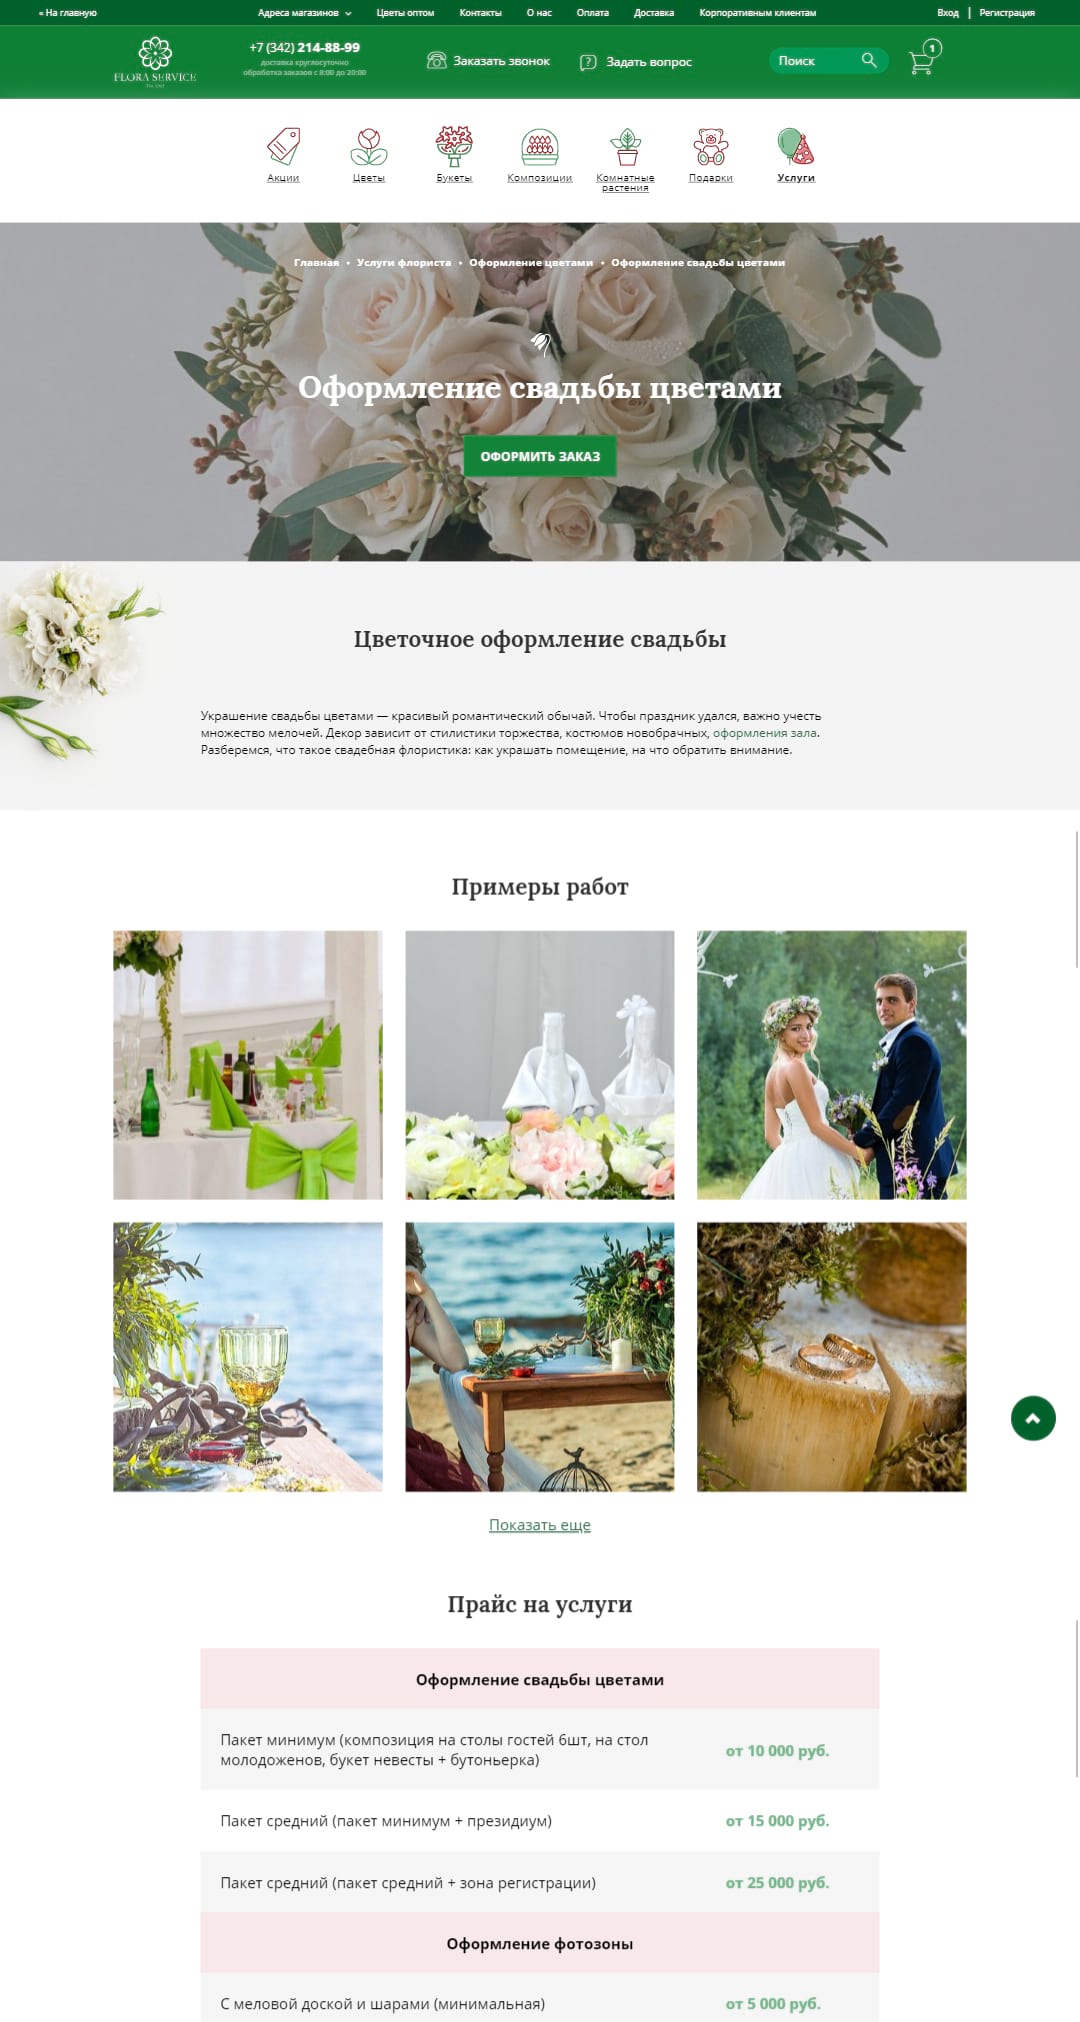 « На главную
Адреса магазинов
Цветы оптом
Контакты
О нас
Оплата
Доставка
Корпоративным клиентам
Вход | Регистрация
FLORA SERVICE
+7 (342) 214-88-99
доставка круглосуточно
обработка заказов с 8:00 до 20:00
Заказать звонок
Задать вопрос
Поиск
1
Акции
Цветы
Букеты
Композиции
Комнатные
растения
Подарки
Услуги
Главная • Услуги флориста • Оформление цветами • Оформление свадьбы цветами
Оформление свадьбы цветами
ОФОРМИТЬ ЗАКАЗ
Цветочное оформление свадьбы
Украшение свадьбы цветами — красивый романтический обычай. Чтобы праздник удался, важно учесть
множество мелочей. Декор зависит от стилистики торжества, костюмов новобрачных, оформления зала.
Разберемся, что такое свадебная флористика: как украшать помещение, на что обратить внимание.
Примеры работ
Показать еще
Прайс на услуги
Оформление свадьбы цветами
Пакет минимум (композиция на столы гостей 6шт, на стол
молодоженов, букет невесты + бутоньерка)
от 10 000 руб.
Пакет средний (пакет минимум + президиум)
от 15 000 руб.
Пакет средний (пакет средний + зона регистрации)
от 25 000 руб.
Оформление фотозоны
С меловой доской и шарами (минимальная)
от 5 000 руб.